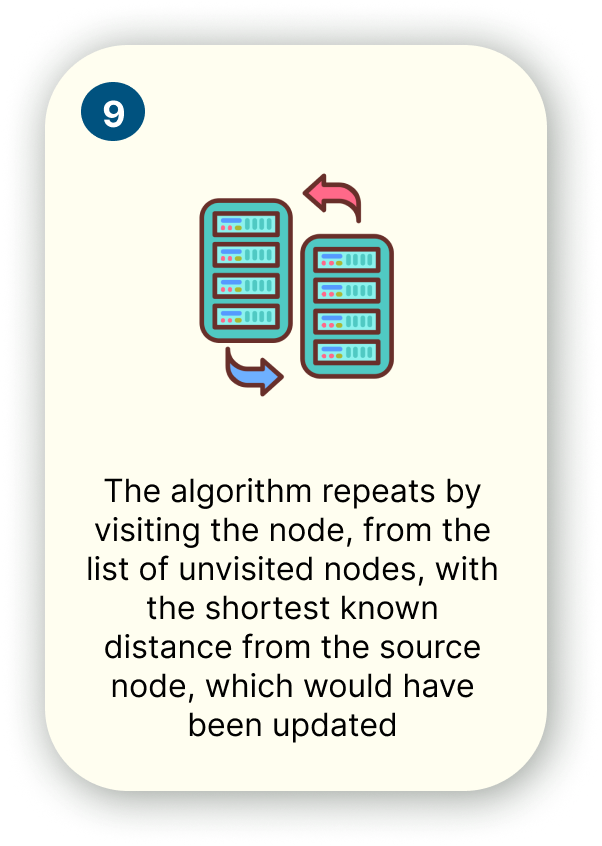 9
The algorithm repeats by
visiting the node, from the
list of unvisited nodes, with
the shortest known
distance from the source
node, which would have
been updated